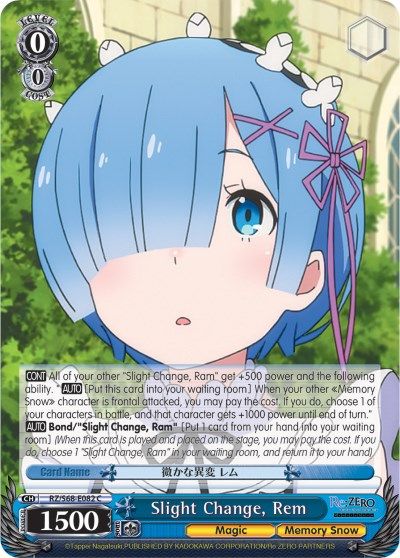 LEVEL
0
0
COST
CONT All of your other "Slight Change, Ram" get +500 power and the following
ability. "AUTO [Put this card into your waiting room] When your other «Memory
Snow» character is frontal attacked, you may pay the cost. If you do, choose 1
of your characters in battle, and that character gets +1000 power until end of turn."
AUTO Bond/"Slight Change, Ram" [Put 1 card from your hand into your waiting
room] (When this card is played and placed on the stage, you may pay the cost. If
you do, choose 1 "Slight Change, Ram" in your waiting room, and return it to your hand)
Card Name 微かな異変 レム
CH RZ/S68-E082 C
1500 Slight Change, Rem Re:ZERO
Magic Memory Snow
©Tappei Nagatsuki,PUBLISHED BY KADOKAWA CORPORATION/Re:ZERO PARTNERS